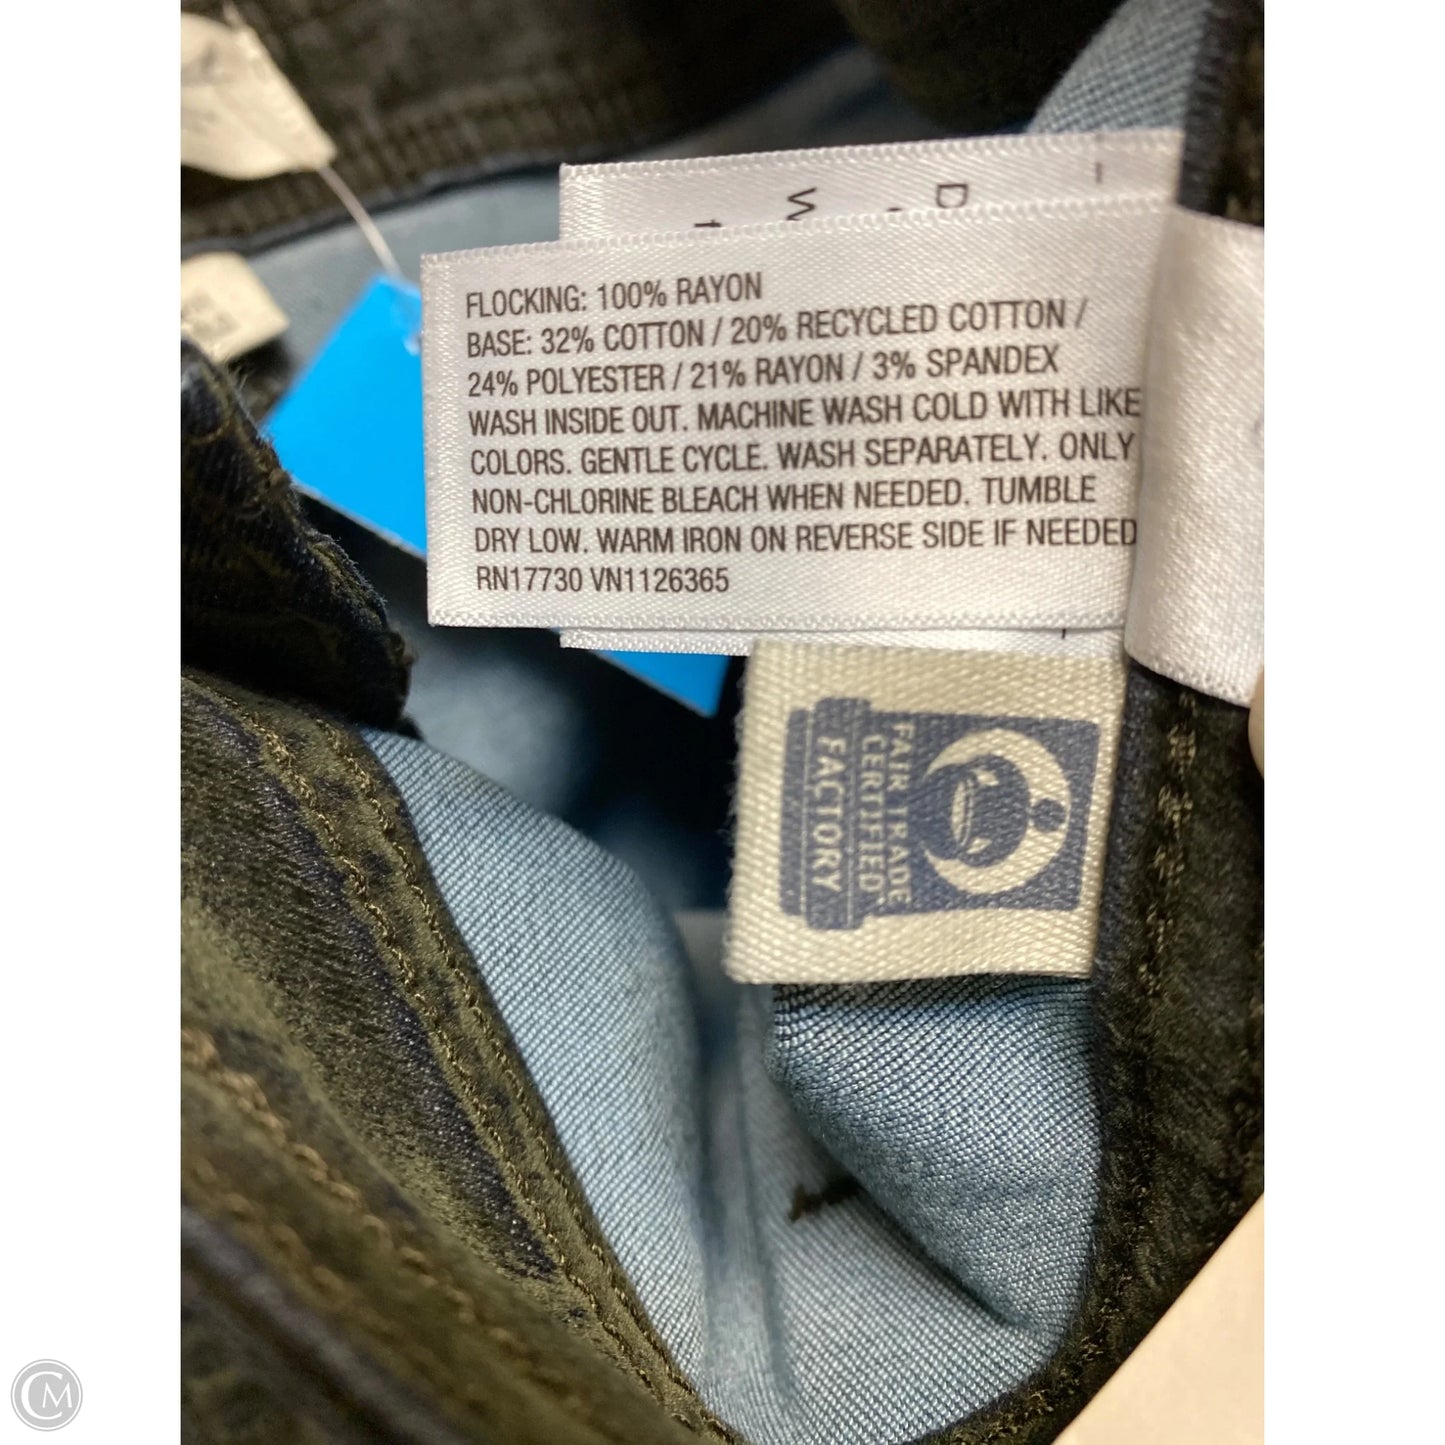 FLOCKING: 100% RAYON
BASE: 32% COTTON / 20% RECYCLED COTTON /
24% POLYESTER / 21% RAYON / 3% SPANDEX
WASH INSIDE OUT. MACHINE WASH COLD WITH LIKE
COLORS. GENTLE CYCLE. WASH SEPARATELY. ONLY
NON-CHLORINE BLEACH WHEN NEEDED. TUMBLE
DRY LOW. WARM IRON ON REVERSE SIDE IF NEEDED
RN17730 VN1126365
FAIR TRADE
CERTIFIED
FACTORY
CM